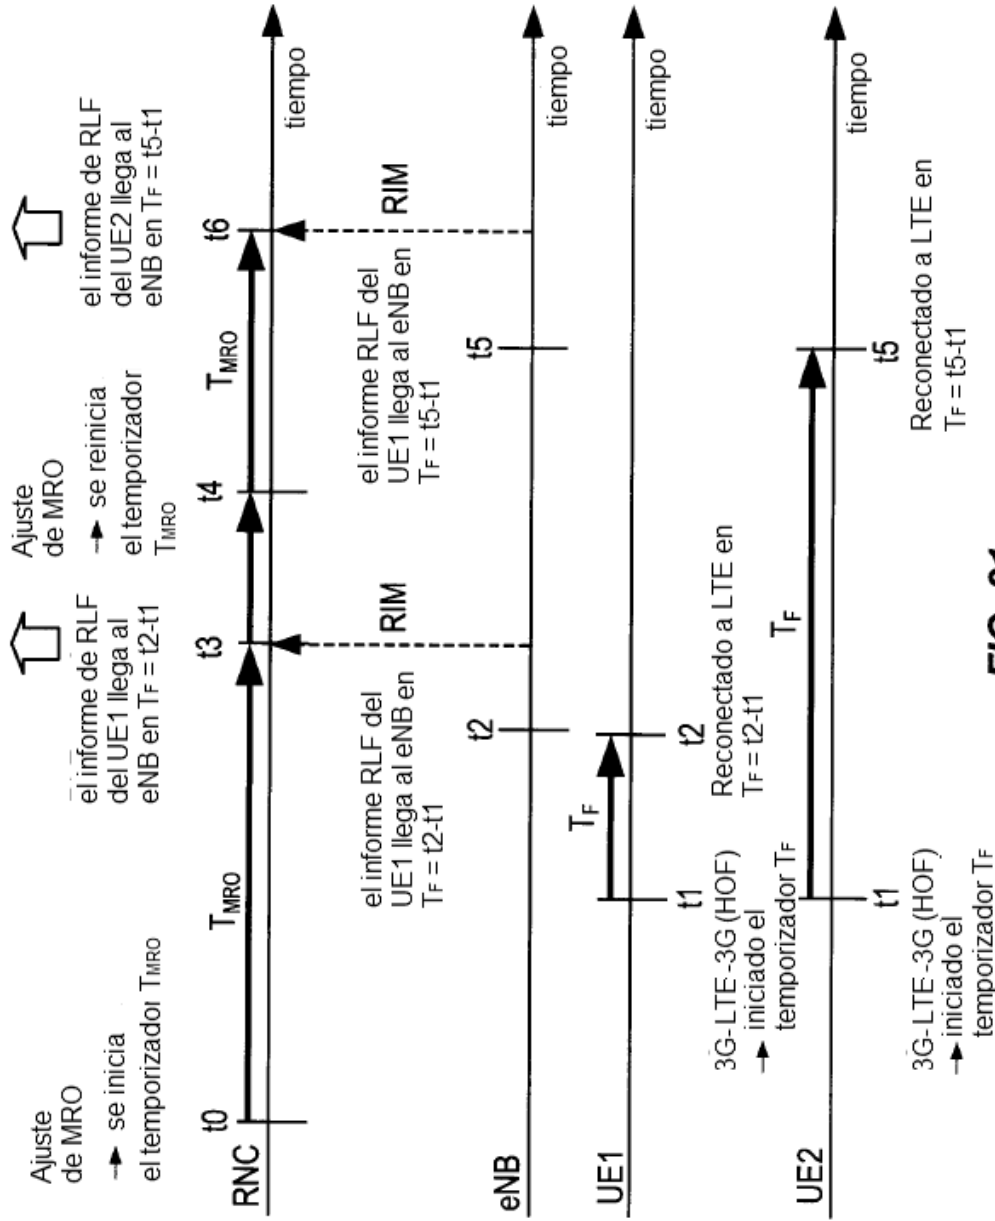 Ajuste
de MRO
→ se inicia
el temporizador TMRO
el informe de RLF
del UE1 llega al
eNB en TF = t2-t1
Ajuste
de MRO
→ se reinicia
el temporizador
TMRO
el informe de RLF
del UE2 llega al
eNB en TF = t5-t1
RNC
t0
TMRO
t3
t4
TMRO
t6
tiempo
el informe RLF del
UE1 llega al eNB en
TF = t2-t1
RIM
el informe RLF del
UE1 llega al eNB en
TF = t5-t1
RIM
eNB
t2
t5
tiempo
UE1
TF
t1
t2
tiempo
3G-LTE-3G (HOF)
→ iniciado el
temporizador TF
Reconectado a LTE en
TF = t2-t1
UE2
TF
t1
t5
tiempo
3G-LTE-3G (HOF)
→ iniciado el
temporizador TF
Reconectado a LTE en
TF = t5-t1